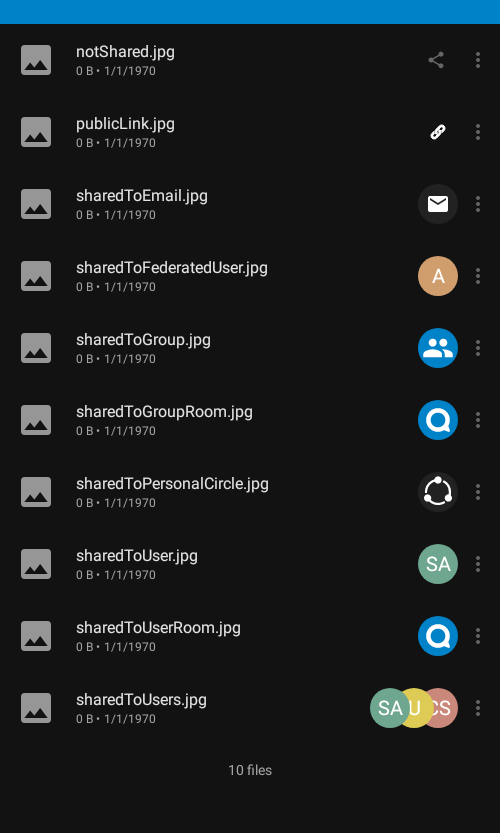 notShared.jpg
0 B • 1/1/1970
publicLink.jpg
0 B • 1/1/1970
sharedToEmail.jpg
0 B • 1/1/1970
sharedToFederatedUser.jpg
0 B • 1/1/1970
A
sharedToGroup.jpg
0 B • 1/1/1970
sharedToGroupRoom.jpg
0 B • 1/1/1970
sharedToPersonalCircle.jpg
0 B • 1/1/1970
sharedToUser.jpg
0 B • 1/1/1970
SA
sharedToUserRoom.jpg
0 B • 1/1/1970
sharedToUsers.jpg
0 B • 1/1/1970
SA U CS
10 files